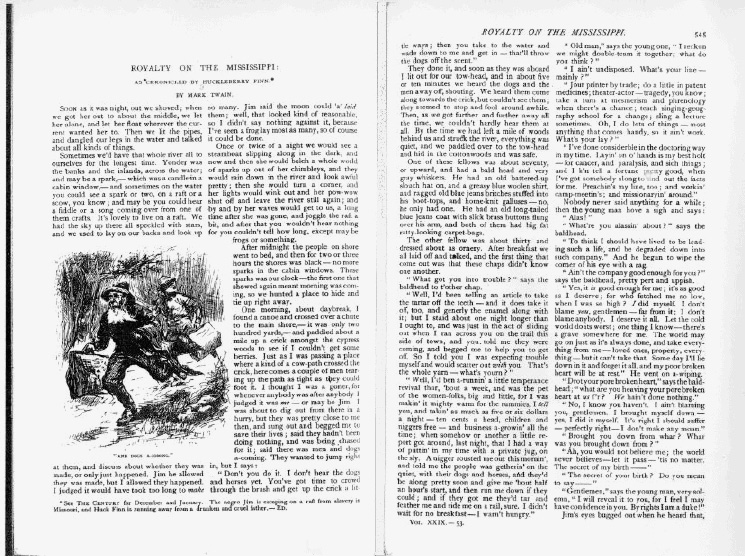 ROYALTY ON THE MISSISSIPPI:
AS CHRONICLED BY HUCKLEBERRY FINN.*
BY MARK TWAIN.
SOON as it was night, out we shoved; when
we got her out to about the middle, we let
her alone, and let her float wherever the cur-
rent wanted her to. Then we lit the pipes,
and dangled our legs in the water and talked
about all kinds of things.
Sometimes we'd have that whole river all to
ourselves for the longest time. Yonder was
the banks and the islands, across the water;
and may be a spark,— which was a candle in a
cabin window,— and sometimes on the water
you could see a spark or two, on a raft or a
scow, you know; and may be you could hear
a fiddle or a song coming over from one of
them crafts. It's lovely to live on a raft. We
had the sky up there all speckled with stars,
and we used to lay on our backs and look up
"AND DOGS A-COMING."
at them, and discuss about whether they was
made, or only just happened. Jim he allowed
they was made, but I allowed they happened.
I judged it would have took too long to make
so many. Jim said the moon could 'a' laid
them; well, that looked kind of reasonable,
so I didn't say nothing against it, because
I've seen a frog lay most as many, so of course
it could be done.
Once or twice of a night we would see a
steamboat slipping along in the dark, and
now and then she would belch a whole world
of sparks up out of her chimbleys, and they
would rain down in the river and look awful
pretty; then she would turn a corner, and
her lights would wink out and her pow-wow
shut off and leave the river still again; and
by and by her waves would get to us, a long
time after she was gone, and joggle the raft a
bit, and after that you wouldn't hear nothing
for you couldn't tell how long, except may be
frogs or something.
After midnight the people on shore
went to bed, and then for two or three
hours the shores was black — no more
sparks in the cabin windows. These
sparks was our clock — the first one that
showed again meant morning was com-
ing, so we hunted a place to hide and
tie up right away.
One morning, about daybreak, I
found a canoe and crossed over a chute
to the main shore,— it was only two
hundred yards,— and paddled about a
mile up a crick amongst the cypress
woods to see if I couldn't get some
berries. Just as I was passing a place
where a kind of a cow-path crossed the
crick, here comes a couple of men tear-
ing up the path as tight as they could
foot it. I thought I was a goner, for
whenever anybody was after anybody I
judged it was me — or may be Jim. I
was about to dig out from there in a
hurry, but they was pretty close to me
then, and sung out and begged me to
save their lives; said they hadn't been
doing nothing, and was being chased
for it; said there was men and dogs
a-coming. They wanted to jump right
in, but I says:
"Don't you do it. I don't hear the dogs
and horses yet. You've got time to crowd
through the brush and get up the crick a lit-
* See THE CENTURY for December and January. The negro Jim is escaping on a raft from slavery in
Missouri, and Huck Finn is running away from a drunken and cruel father.— ED.
ROYALTY ON THE MISSISSIPPI.
tle ways; then you take to the water and
wade down to me and get in — that'll throw
the dogs off the scent."
They done it, and soon as they was aboard
I lit out for our tow-head, and in about five
or ten minutes we heard the dogs and the
men away off, shouting. We heard them come
along towards the crick, but couldn't see them;
they seemed to stop and fool around awhile.
Then, as we got further and further away all
the time, we couldn't hardly hear them at
all. By the time we had left a mile of woods
behind us and struck the river, everything was
quiet, and we paddled over to the tow-head
and hid in the cottonwoods and was safe.
One of these fellows was about seventy,
or upward, and had a bald head and very
gray whiskers. He had an old battered-up
slouch hat on, and a greasy blue woolen shirt,
and ragged old blue jeans britches stuffed into
his boot-tops, and home-knit galluses — no,
he only had one. He had an old long-tailed
blue jeans coat with slick brass buttons flung
over his arm, and both of them had big fat
ratty-looking carpet-bags.
The other fellow was about thirty and
dressed about as ornery. After breakfast we
all laid off and talked, and the first thing that
come out was that these chaps didn't know
one another.
"What got you into trouble?" says the
baldhead to t'other chap.
"Well, I'd been selling an article to take
the tartar off the teeth — and it does take it
off, too, and generly the enamel along with
it; but I staid about one night longer than
I ought to, and was just in the act of sliding
out when I ran across you on the trail this
side of town, and you told me they were
coming, and begged me to help you to get
off. So I told you I was expecting trouble
myself and would scatter out with you. That's
the whole yarn — what's yourn?"
"Well, I'd ben a-runnin' a little temperance
revival thar, 'bout a week, and was the pet
of the women-folks, big and little, for I was
makin' it mighty warm for the rummies, I tell
you, and takin' as much as five or six dollars
a night — ten cents a head, children and
niggers free — and business a-growin' all the
time; when somehow or another a little re-
port got around, last night, that I had a way
of puttin' in my time with a private jug, on
the sly. A nigger rousted me out this mornin',
and told me the people was getherin' on the
quiet, with their dogs and horses, and they'd
be along pretty soon and give me 'bout half
an hour's start, and then run me down if they
could; and if they got me they'd tar and
feather me and ride me on a rail, sure. I didn't
wait for no breakfast — I warn't hungry."
VOL. XXIX.— 53.
"Old man," says the young one, "I reckon
we might double-team it together; what do
you think?"
"I ain't undisposed. What's your line —
mainly?"
"Jour printer by trade; do a little in patent
medicines; theater-actor — tragedy, you know;
take a turn at mesmerism and phrenology
when there's a chance; teach singing-geog-
raphy school for a change; sling a lecture
sometimes. Oh, I do lots of things — most
anything that comes handy, so it ain't work.
What's your lay?"
"I've done considerble in the doctoring way
in my time. Layin' on o' hands is my best holt
— for cancer, and paralysis, and sich things;
and I k'n tell a fortune pretty good, when
I've got somebody along to find out the facts
for me. Preachin's my line, too; and workin'
camp-meetin's; and missionaryin' around."
Nobody never said anything for a while;
then the young man hove a sigh and says:
"Alas!"
"What're you alassin' about?" says the
baldhead.
"To think I should have lived to be lead-
ing such a life, and be degraded down into
such company." And he begun to wipe the
corner of his eye with a rag.
"Ain't the company good enough for you?"
says the baldhead, pretty pert and uppish.
"Yes, it is good enough for me; it's as good
as I deserve; for who fetched me so low,
when I was so high? I did myself. I don't
blame you, gentlemen — far from it; I don't
blame anybody. I deserve it all. Let the cold
world do its worst; one thing I know — there's
a grave somewhere for me. The world may
go on just as it's always done, and take every-
thing from me — loved ones, property, every-
thing — but it can't take that. Some day I'll lie
down in it and forget it all, and my poor broken
heart will be at rest." He went on a-wiping.
"Drot your pore broken heart," says the bald-
head; "what are you heaving your pore broken
heart at us f'r? We hain't done nothing."
"No, I know you haven't. I ain't blaming
you, gentlemen. I brought myself down —
yes, I did it myself. It's right I should suffer
— perfectly right — I don't make any moan."
"Brought you down from whar? Whar
was you brought down from?"
"Ah, you would not believe me; the world
never believes — let it pass — 'tis no matter.
The secret of my birth ——"
"The secret of your birth? Do you mean
to say ——"
"Gentlemen," says the young man, very sol-
emn, "I will reveal it to you, for I feel I may
have confidence in you. By rights I am a duke!"
Jim's eyes bugged out when he heard that,